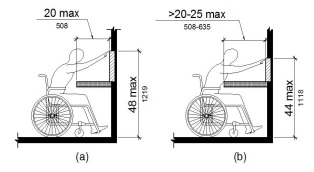 20 max
508
48 max
1219
(a)
>20-25 max
508-635
44 max
1118
(b)